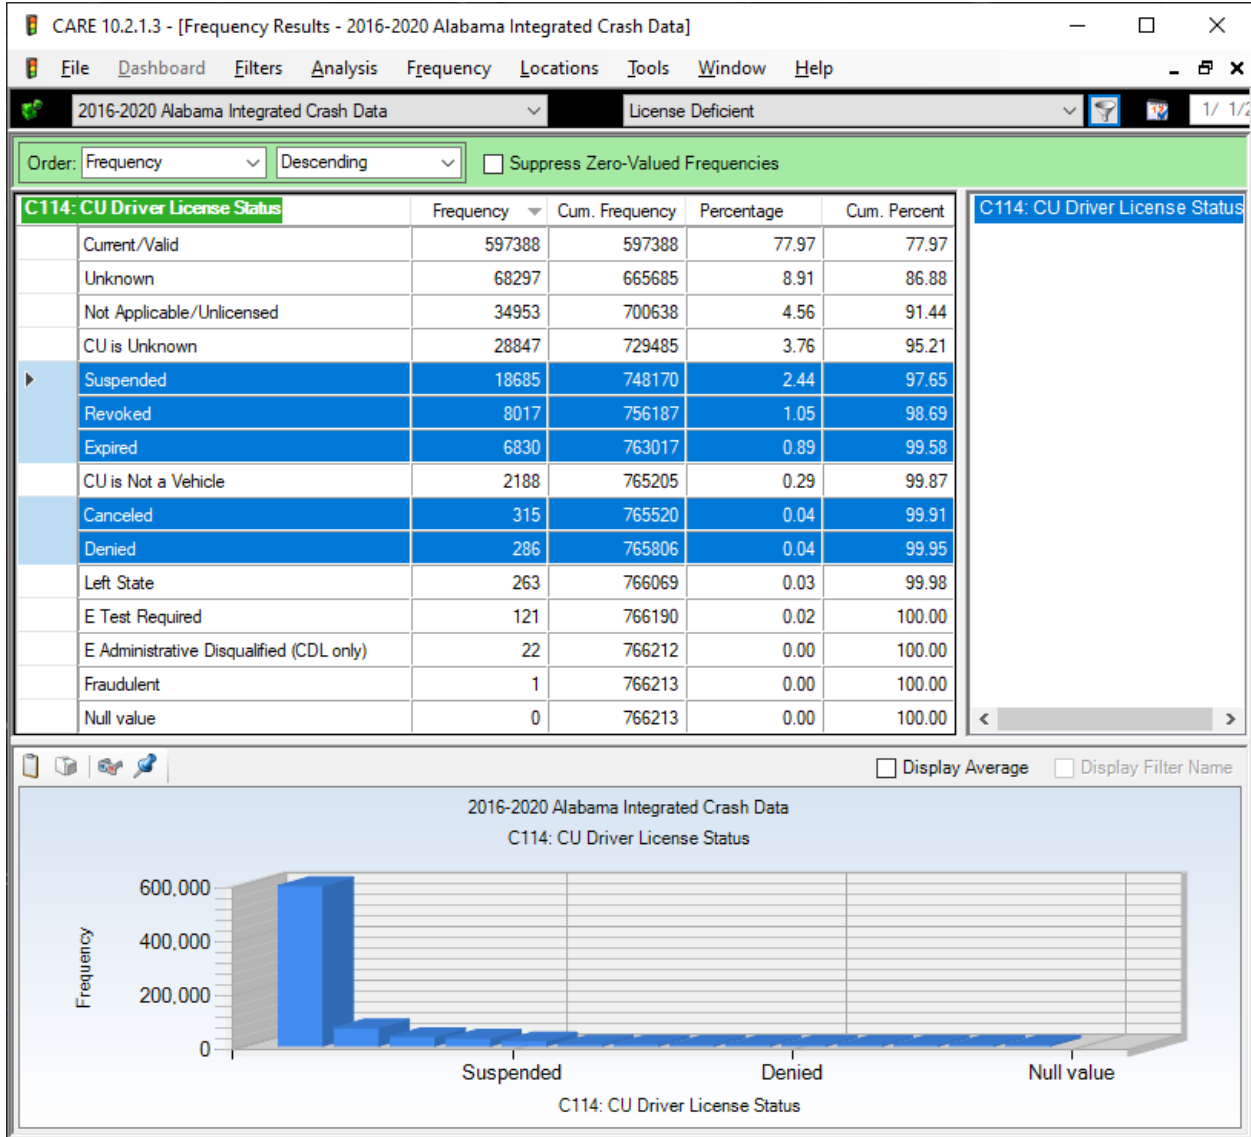 CARE 10.2.1.3 - [Frequency Results - 2016-2020 Alabama Integrated Crash Data]
File Dashboard Filters Analysis Frequency Locations Tools Window Help
2016-2020 Alabama Integrated Crash Data License Deficient 1/ 1/2
Order: Frequency Descending Suppress Zero-Valued Frequencies
C114: CU Driver License Status Frequency Cum. Frequency Percentage Cum. Percent C114: CU Driver License Status
Current/Valid 597388 597388 77.97 77.97
Unknown 68297 665685 8.91 86.88
Not Applicable/Unlicensed 34953 700638 4.56 91.44
CU is Unknown 28847 729485 3.76 95.21
Suspended 18685 748170 2.44 97.65
Revoked 8017 756187 1.05 98.69
Expired 6830 763017 0.89 99.58
CU is Not a Vehicle 2188 765205 0.29 99.87
Canceled 315 765520 0.04 99.91
Denied 286 765806 0.04 99.95
Left State 263 766069 0.03 99.98
E Test Required 121 766190 0.02 100.00
E Administrative Disqualified (CDL only) 22 766212 0.00 100.00
Fraudulent 1 766213 0.00 100.00
Null value 0 766213 0.00 100.00
Display Average Display Filter Name
2016-2020 Alabama Integrated Crash Data
C114: CU Driver License Status
600,000
400,000
200,000
0
Frequency
Suspended Denied Null value
C114: CU Driver License Status